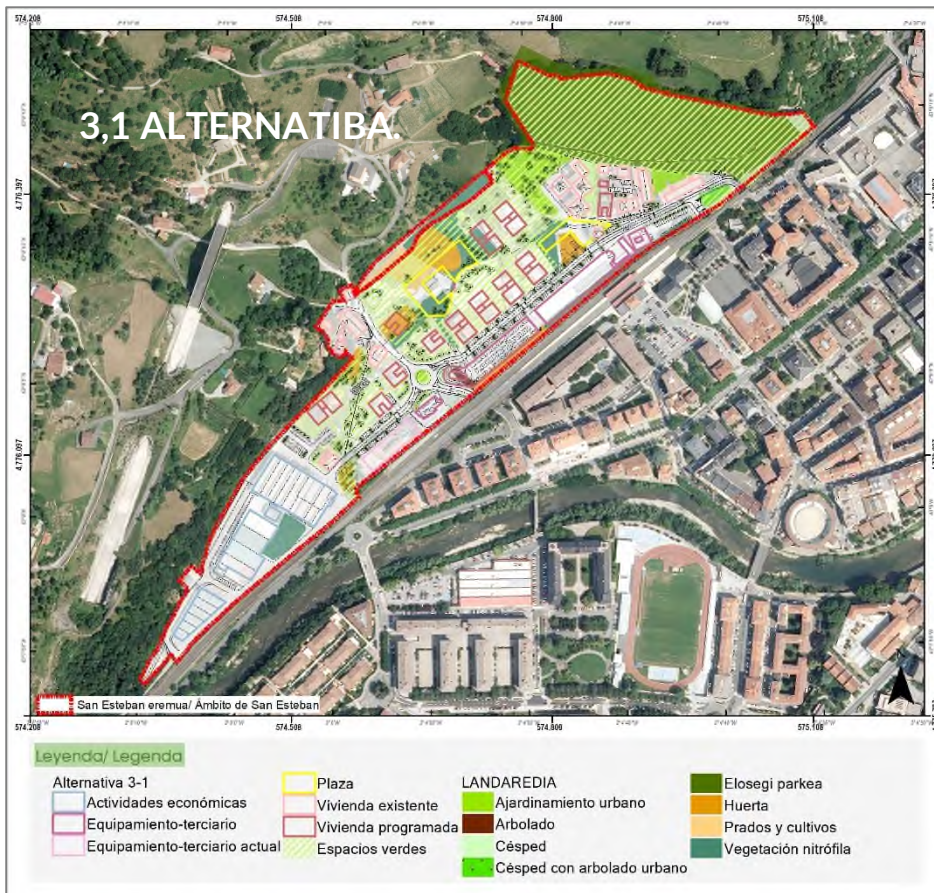 574.208 574.508 574.808 575.108
3,1 ALTERNATIBA.
4.776.397
4.776.097
San Esteban eremua/ Ámbito de San Esteban
574.208 574.508 574.808 575.108
Leyenda/ Legenda
Alternativa 3-1
Actividades económicas
Equipamiento-terciario
Equipamiento-terciario actual
Plaza
Vivienda existente
Vivienda programada
Espacios verdes
LANDAREDIA
Ajardinamiento urbano
Arbolado
Césped
Césped con arbolado urbano
Elosegi parkea
Huerta
Prados y cultivos
Vegetación nitrófila